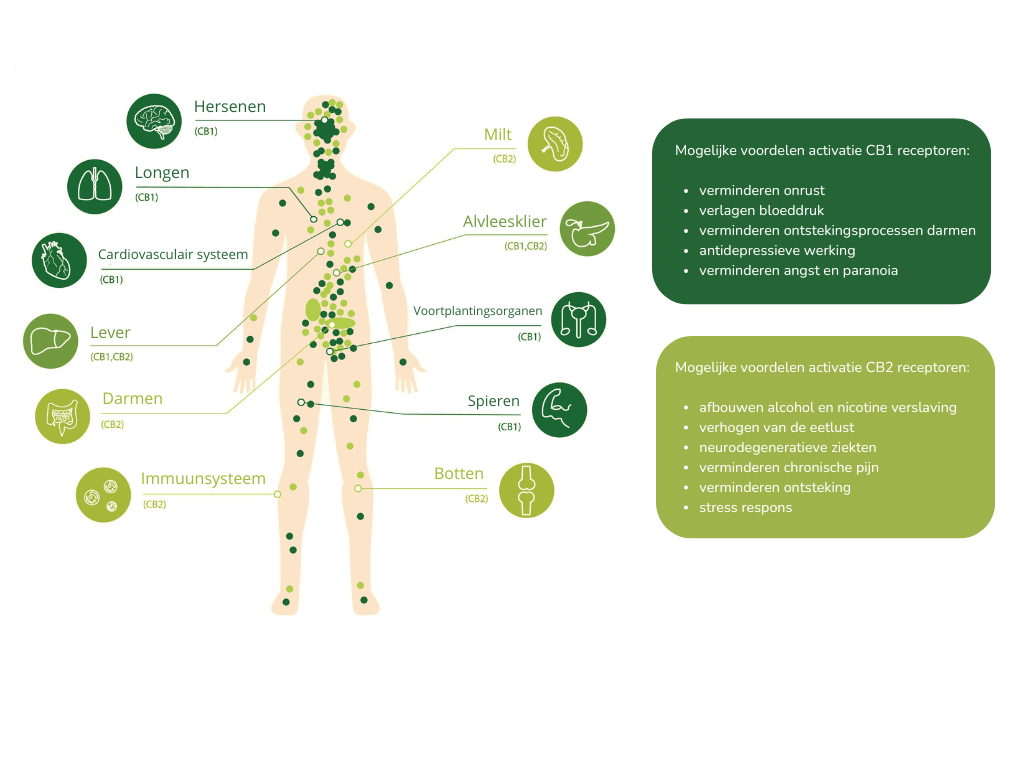 Hersenen
(CB1)
Longen
(CB1)
Cardiovasculair systeem
(CB1)
Lever
(CB1,CB2)
Darmen
(CB2)
Immuunsysteem
(CB2)
Milt
(CB2)
Alvleesklier
(CB1,CB2)
Voortplantingsorganen
(CB1)
Spieren
(CB1)
Botten
(CB2)
Mogelijke voordelen activatie CB1 receptoren:
• verminderen onrust
• verlagen bloeddruk
• verminderen ontstekingsprocessen darmen
• antidepressieve werking
• verminderen angst en paranoia
Mogelijke voordelen activatie CB2 receptoren:
• afbouwen alcohol en nicotine verslaving
• verhogen van de eetlust
• neurodegeneratieve ziekten
• verminderen chronische pijn
• verminderen ontsteking
• stress respons